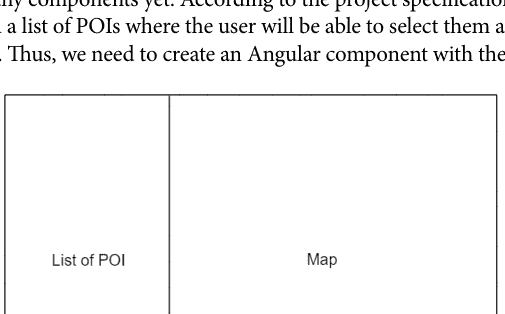 ny components yet. According to the project specification
a list of POIs where the user will be able to select them a
. Thus, we need to create an Angular component with the
List of POI
Map